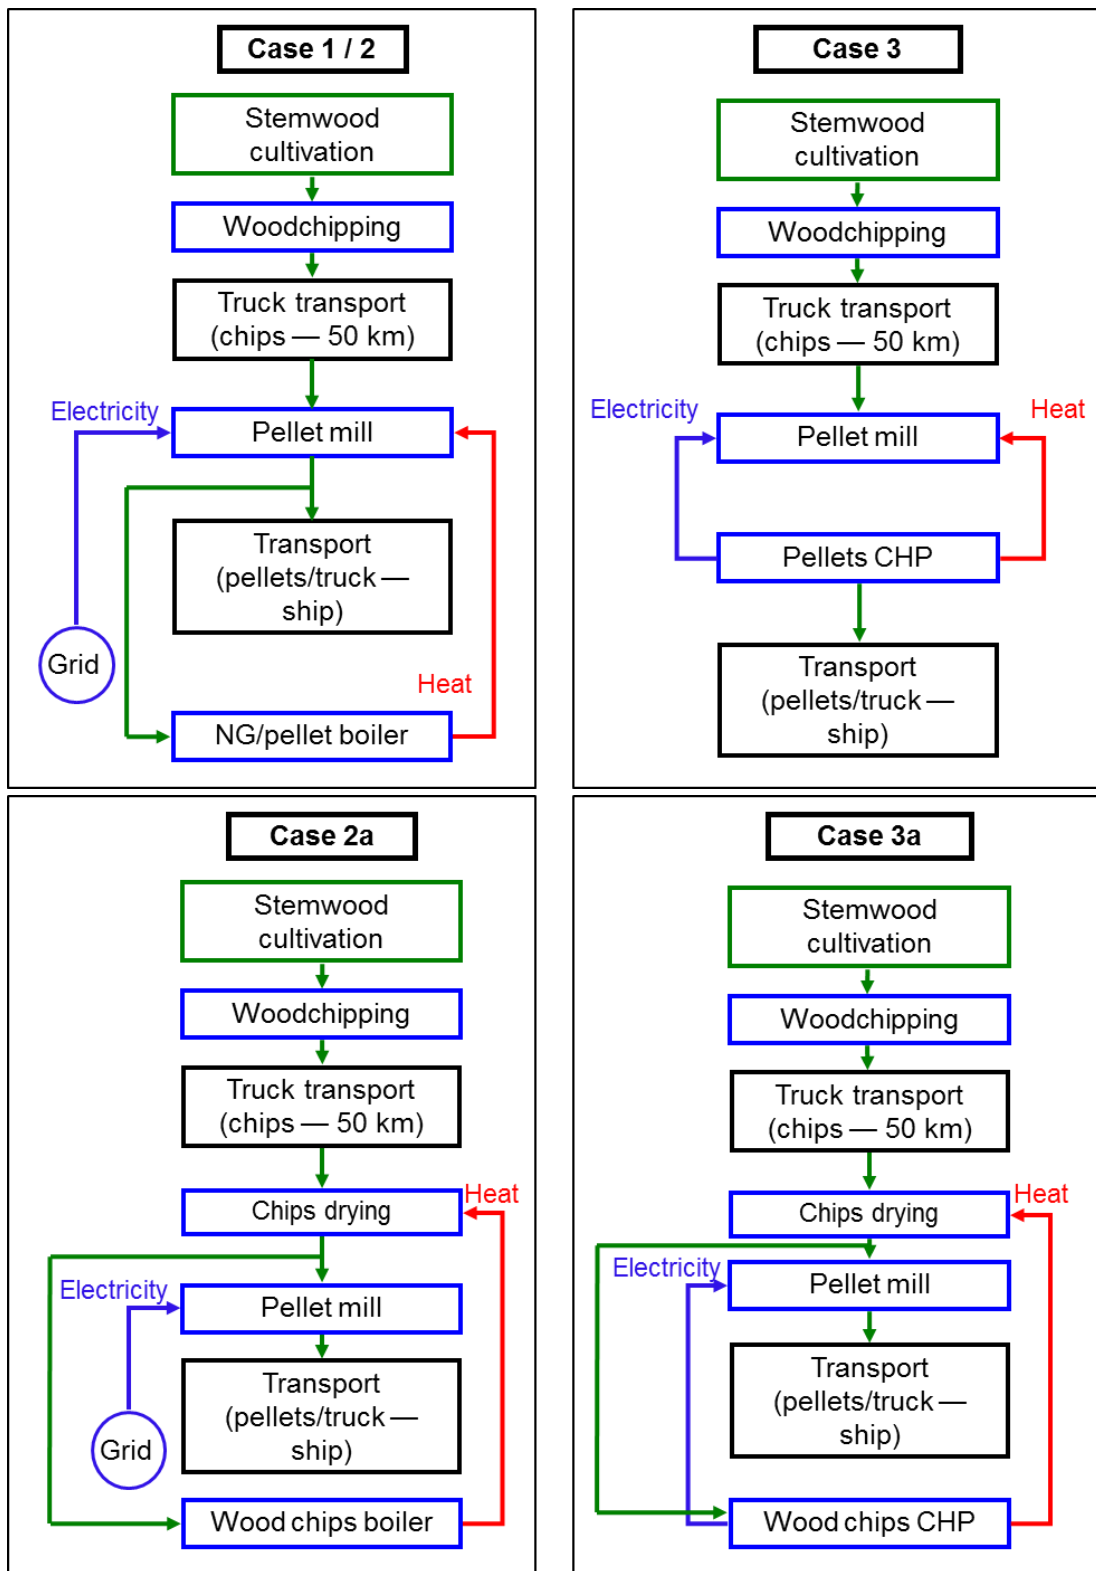 Case 1 / 2
Stemwood
cultivation
Woodchipping
Truck transport
(chips — 50 km)
Electricity
Pellet mill
Transport
(pellets/truck —
ship)
Grid
Heat
NG/pellet boiler
Case 3
Stemwood
cultivation
Woodchipping
Truck transport
(chips — 50 km)
Electricity
Heat
Pellet mill
Pellets CHP
Transport
(pellets/truck —
ship)
Case 2a
Stemwood
cultivation
Woodchipping
Truck transport
(chips — 50 km)
Heat
Chips drying
Electricity
Pellet mill
Transport
(pellets/truck —
ship)
Grid
Wood chips boiler
Case 3a
Stemwood
cultivation
Woodchipping
Truck transport
(chips — 50 km)
Heat
Chips drying
Electricity
Pellet mill
Transport
(pellets/truck —
ship)
Wood chips CHP